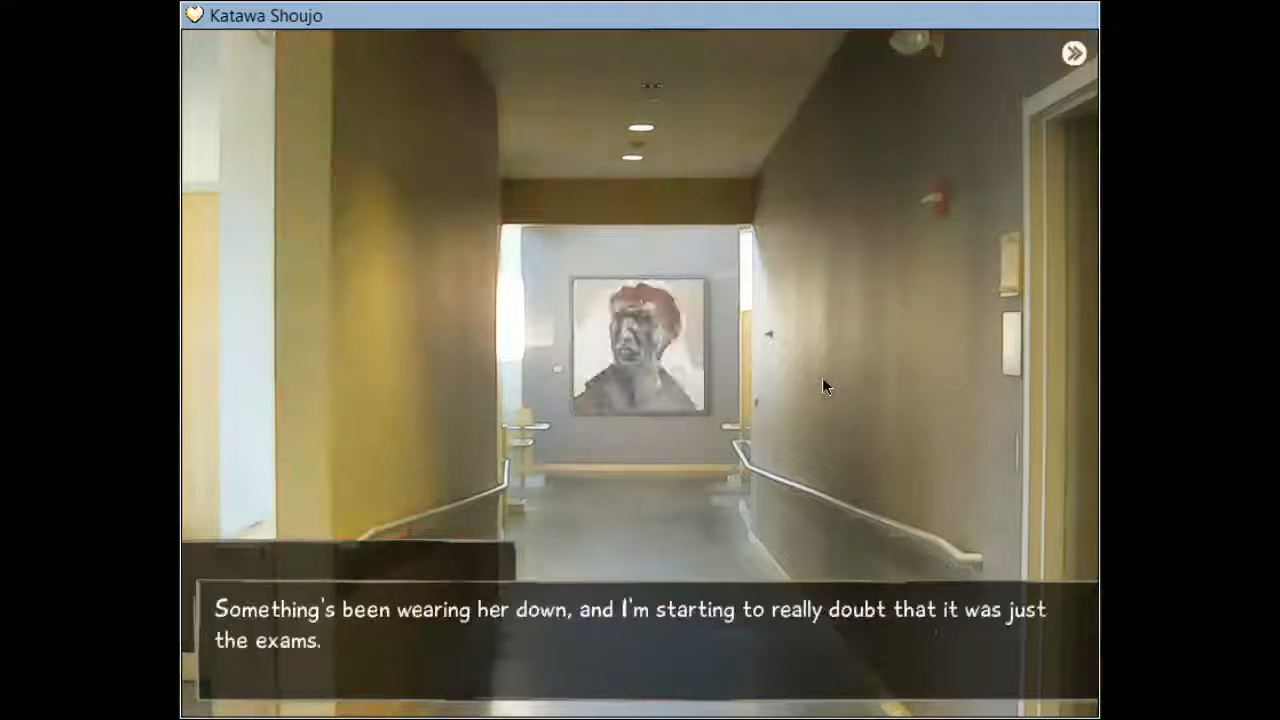 Katawa Shoujo
Something's been wearing her down, and I'm starting to really doubt that it was just
the exams.